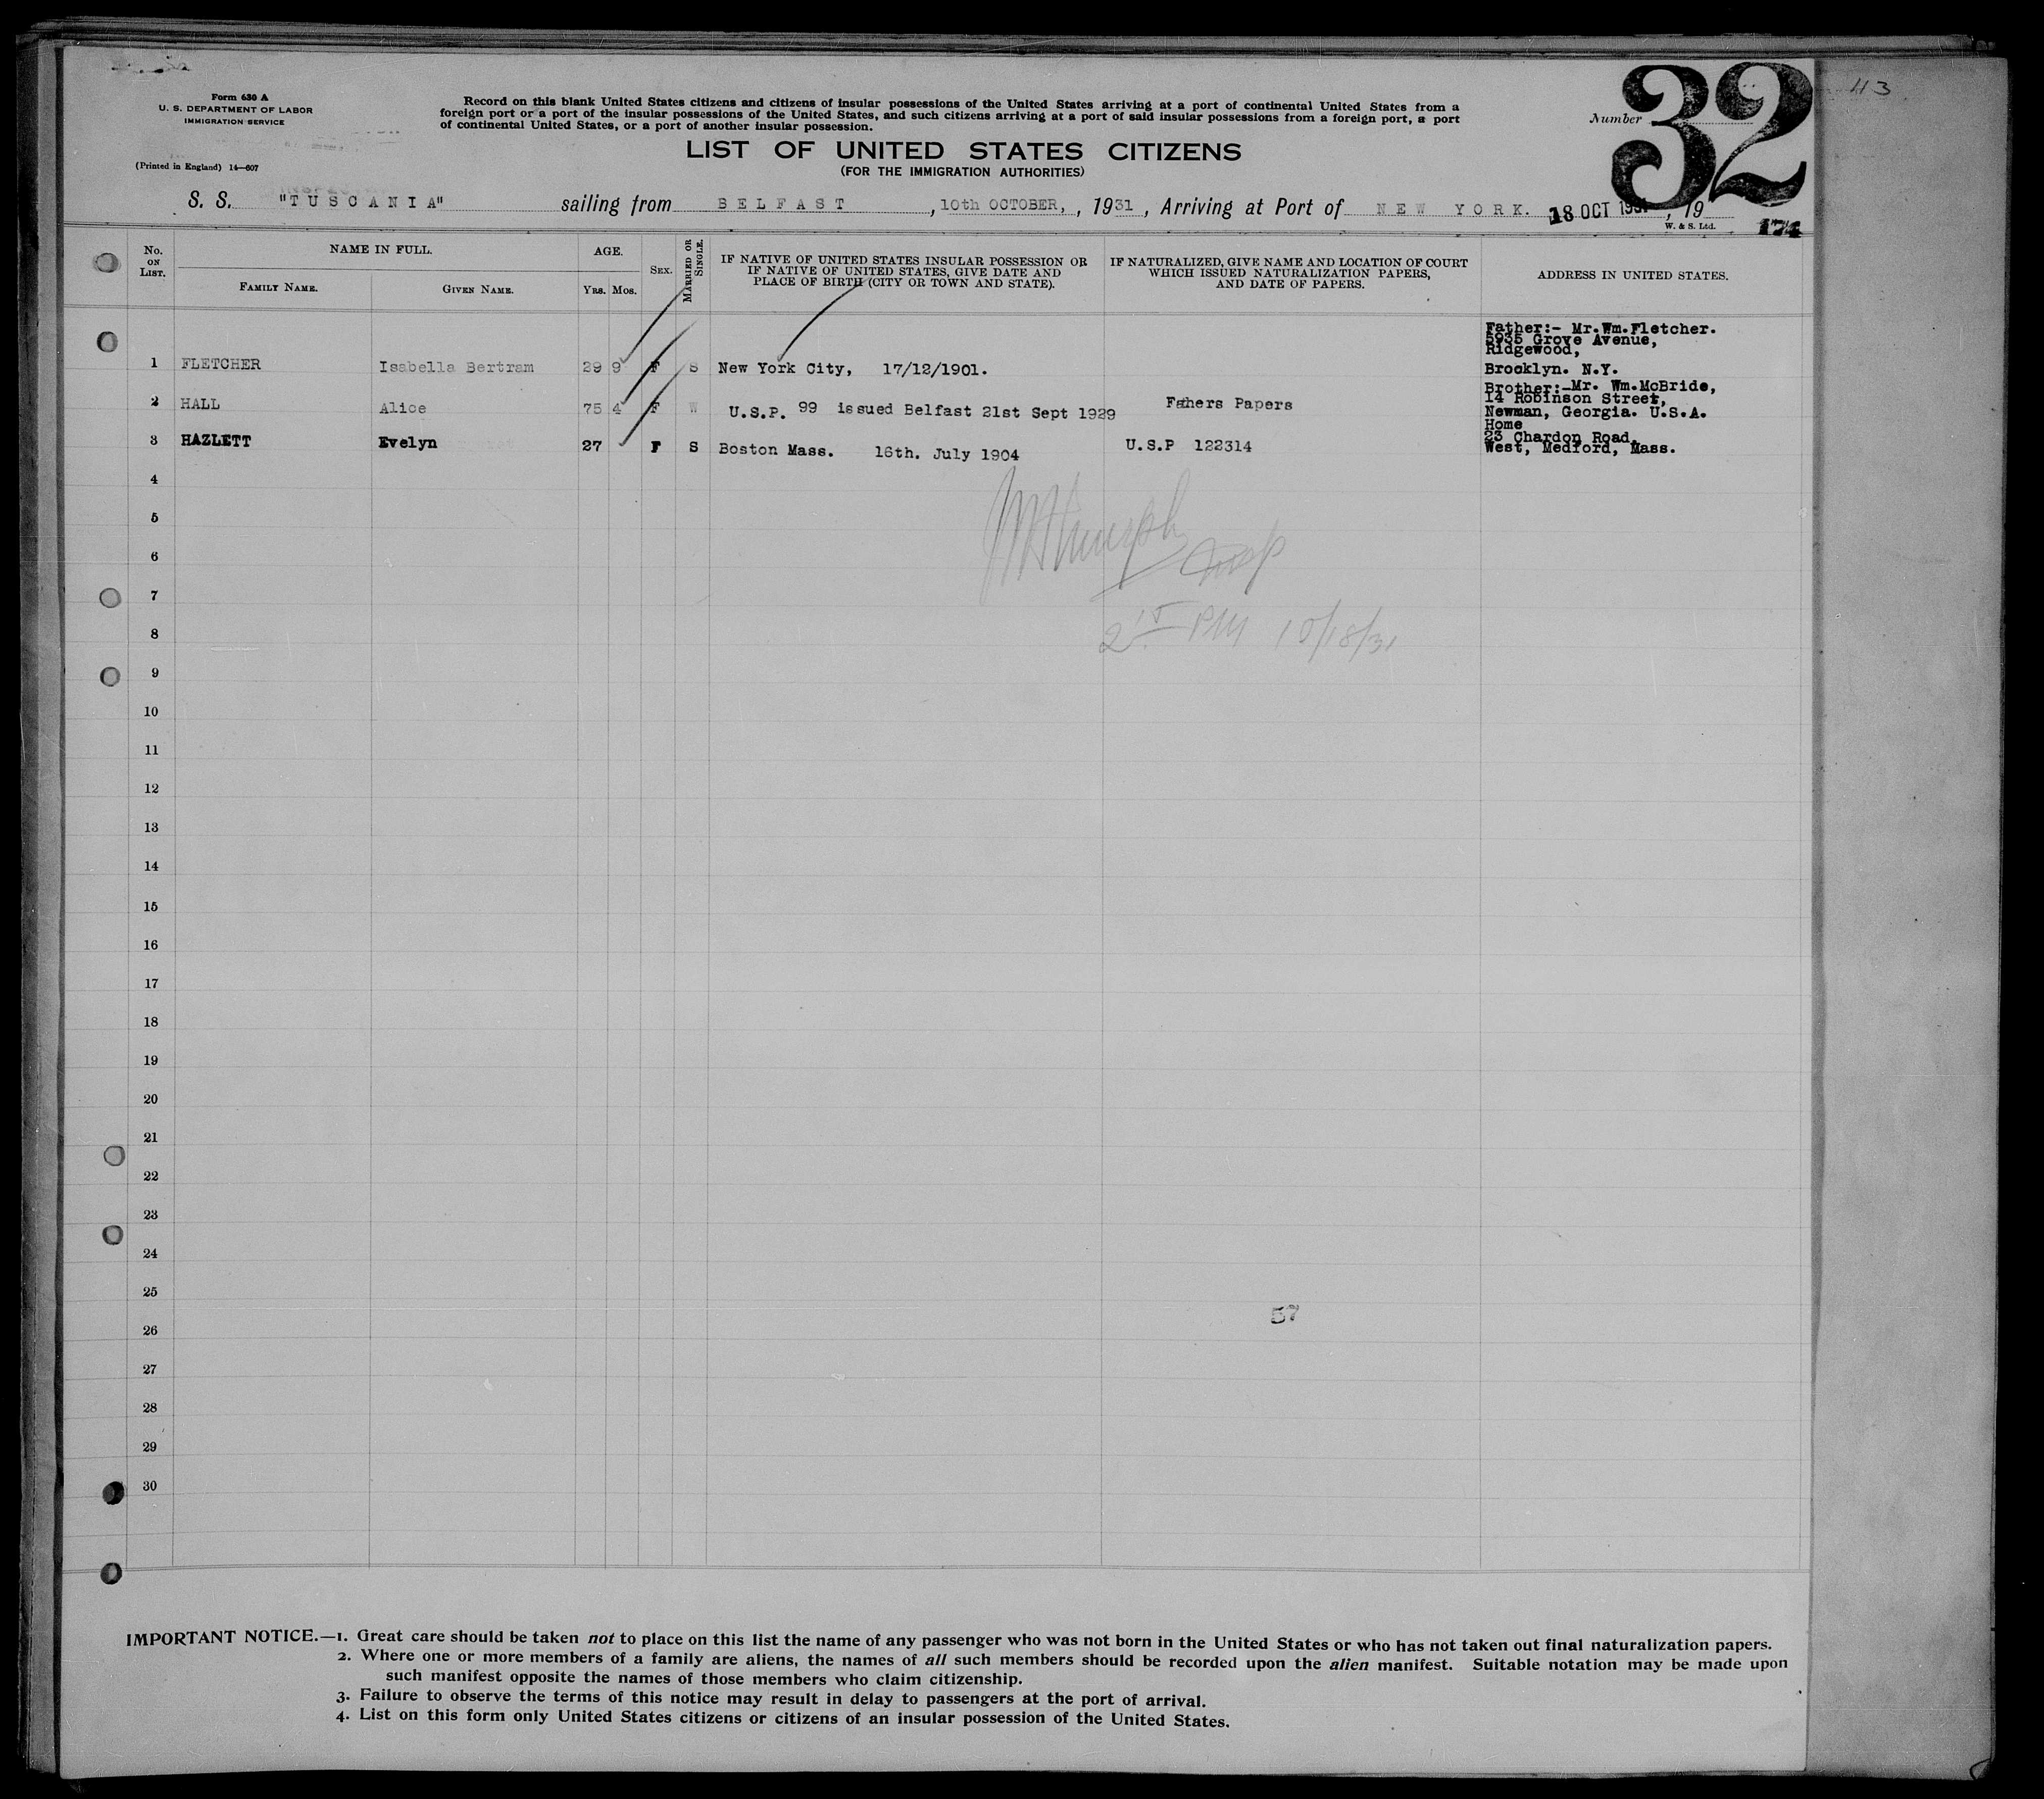 113
Form 630 A
U. S. DEPARTMENT OF LABOR
IMMIGRATION SERVICE
(Printed in England) 14—607
Record on this blank United States citizens and citizens of insular possessions of the United States arriving at a port of continental United States from a
foreign port or a port of the insular possessions of the United States, and such citizens arriving at a port of said insular possessions from a foreign port, a port
of continental United States, or a port of another insular possession.
Number 32
LIST OF UNITED STATES CITIZENS
(FOR THE IMMIGRATION AUTHORITIES)
S. S. "TUSCANIA" sailing from BELFAST, 10th OCTOBER, , 1931, Arriving at Port of NEW YORK. 18 OCT 1931, 19
W. & S. Ltd.
174
No. ON LIST. NAME IN FULL. AGE. SEX. MARRIED OR SINGLE. IF NATIVE OF UNITED STATES INSULAR POSSESSION OR IF NATIVE OF UNITED STATES, GIVE DATE AND PLACE OF BIRTH (CITY OR TOWN AND STATE). IF NATURALIZED, GIVE NAME AND LOCATION OF COURT WHICH ISSUED NATURALIZATION PAPERS, AND DATE OF PAPERS. ADDRESS IN UNITED STATES.
FAMILY NAME. GIVEN NAME. YRS. MOS.
Father:- Mr.Wm.Fletcher.
5935 Grove Avenue,
Ridgewood,
1 FLETCHER Isabella Bertram 29 9 F S New York City, 17/12/1901. Brooklyn. N.Y.
Brother:-Mr. Wm.McBride,
14 Robinson Street,
2 HALL Alice 75 4 F W U.S.P. 99 issued Belfast 21st Sept 1929 Fahers Papers Newman, Georgia. U.S.A.
Home
23 Chardon Road,
3 HAZLETT Evelyn 27 F S Boston Mass. 16th. July 1904 U.S.P 122314 West, Medford, Mass.
4
5
6
7
2 15 PM 10/18/31
8
9
10
11
12
13
14
15
16
17
18
19
20
21
22
23
24
25
57
26
27
28
29
30
IMPORTANT NOTICE.—1. Great care should be taken not to place on this list the name of any passenger who was not born in the United States or who has not taken out final naturalization papers.
2. Where one or more members of a family are aliens, the names of all such members should be recorded upon the alien manifest. Suitable notation may be made upon
such manifest opposite the names of those members who claim citizenship.
3. Failure to observe the terms of this notice may result in delay to passengers at the port of arrival.
4. List on this form only United States citizens or citizens of an insular possession of the United States.